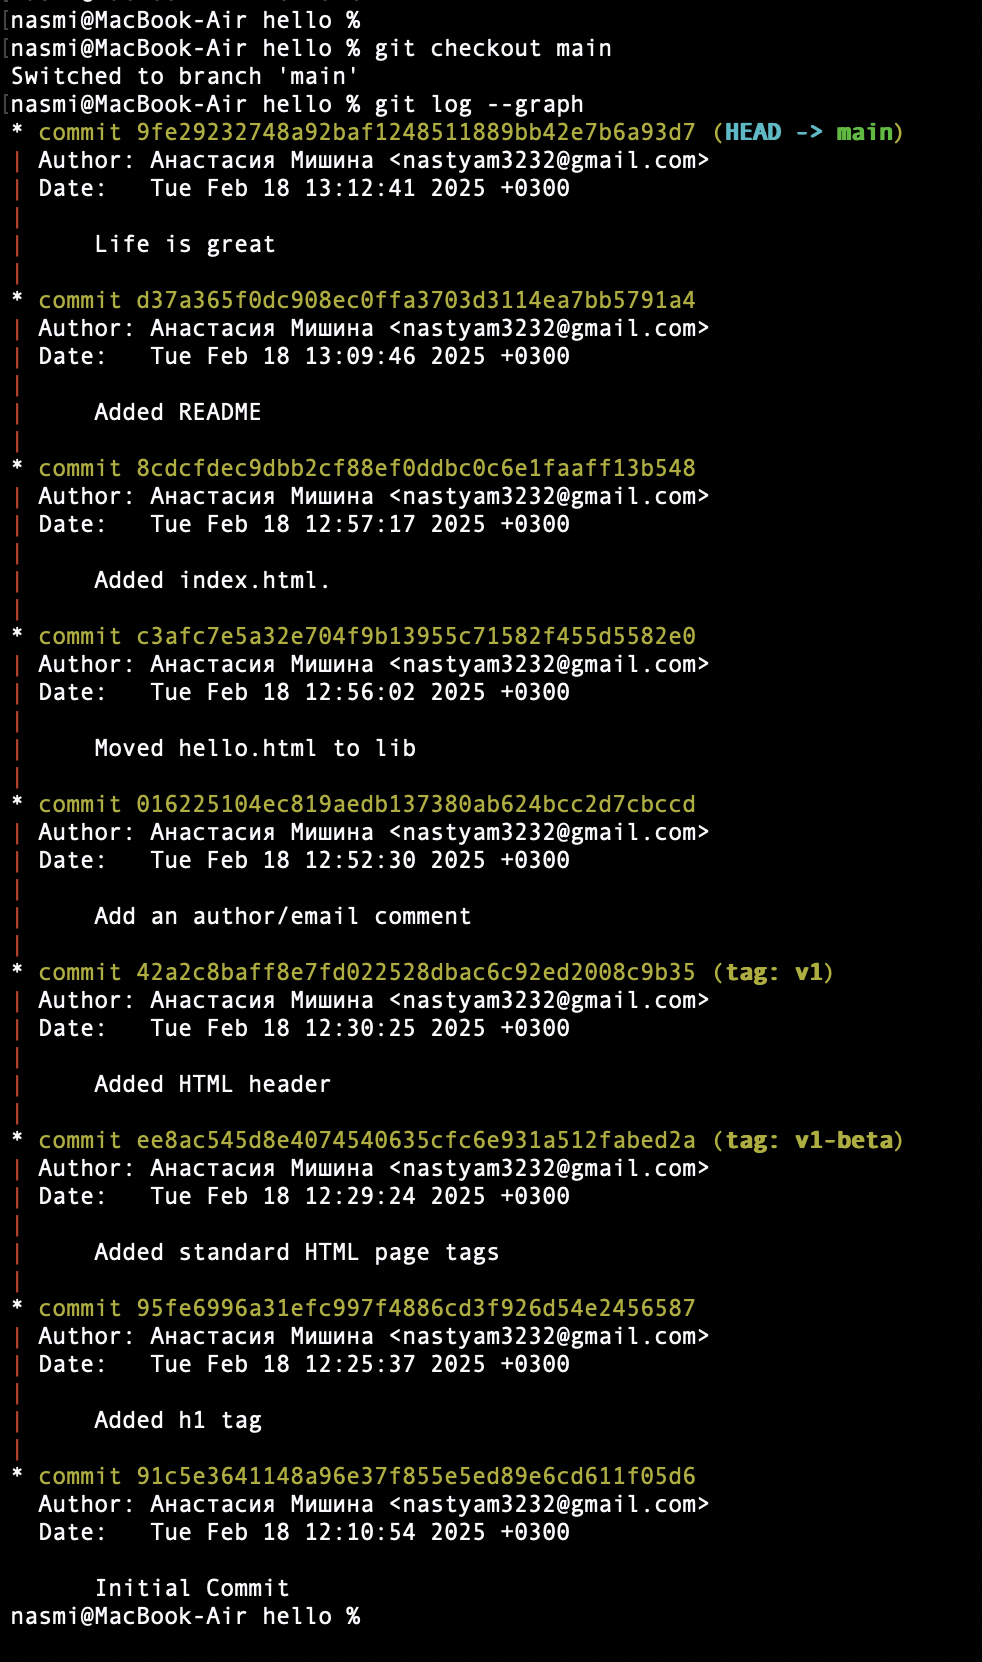 nasmi@MacBook-Air hello %
nasmi@MacBook-Air hello % git checkout main
Switched to branch 'main'
nasmi@MacBook-Air hello % git log --graph
* commit 9fe29232748a92baf1248511889bb42e7b6a93d7 (HEAD -> main)
| Author: Анастасия Мишина <nastyam3232@gmail.com>
| Date:   Tue Feb 18 13:12:41 2025 +0300
|
|     Life is great
|
* commit d37a365f0dc908ec0ffa3703d3114ea7bb5791a4
| Author: Анастасия Мишина <nastyam3232@gmail.com>
| Date:   Tue Feb 18 13:09:46 2025 +0300
|
|     Added README
|
* commit 8cdcfdec9dbb2cf88ef0ddbc0c6e1faaff13b548
| Author: Анастасия Мишина <nastyam3232@gmail.com>
| Date:   Tue Feb 18 12:57:17 2025 +0300
|
|     Added index.html.
|
* commit c3afc7e5a32e704f9b13955c71582f455d5582e0
| Author: Анастасия Мишина <nastyam3232@gmail.com>
| Date:   Tue Feb 18 12:56:02 2025 +0300
|
|     Moved hello.html to lib
|
* commit 016225104ec819aedb137380ab624bcc2d7cbccd
| Author: Анастасия Мишина <nastyam3232@gmail.com>
| Date:   Tue Feb 18 12:52:30 2025 +0300
|
|     Add an author/email comment
|
* commit 42a2c8baff8e7fd022528dbac6c92ed2008c9b35 (tag: v1)
| Author: Анастасия Мишина <nastyam3232@gmail.com>
| Date:   Tue Feb 18 12:30:25 2025 +0300
|
|     Added HTML header
|
* commit ee8ac545d8e4074540635cfc6e931a512fabed2a (tag: v1-beta)
| Author: Анастасия Мишина <nastyam3232@gmail.com>
| Date:   Tue Feb 18 12:29:24 2025 +0300
|
|     Added standard HTML page tags
|
* commit 95fe6996a31efc997f4886cd3f926d54e2456587
| Author: Анастасия Мишина <nastyam3232@gmail.com>
| Date:   Tue Feb 18 12:25:37 2025 +0300
|
|     Added h1 tag
|
* commit 91c5e3641148a96e37f855e5ed89e6cd611f05d6
  Author: Анастасия Мишина <nastyam3232@gmail.com>
  Date:   Tue Feb 18 12:10:54 2025 +0300

      Initial Commit
nasmi@MacBook-Air hello %